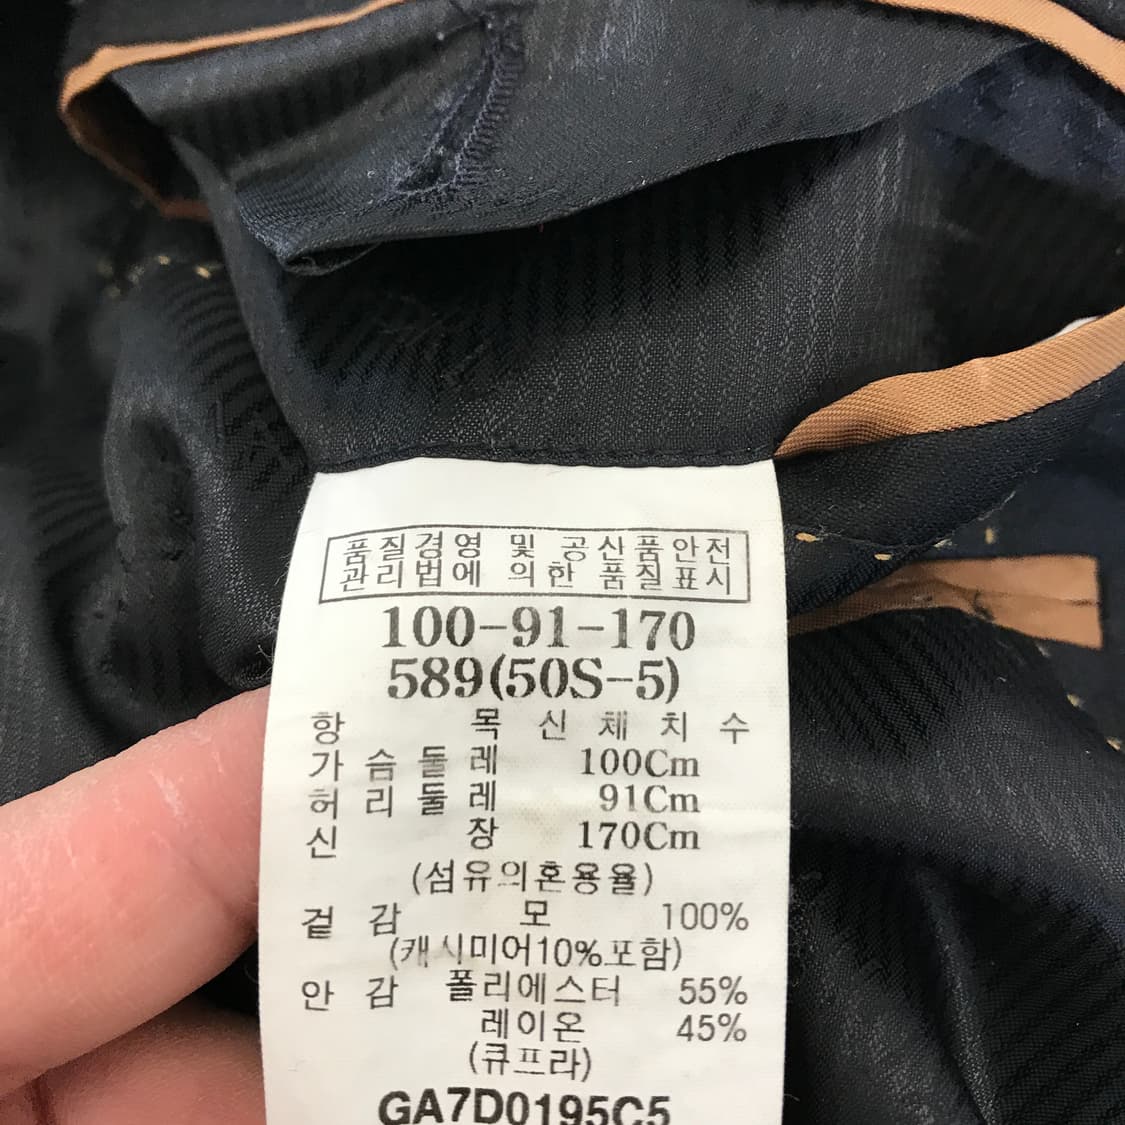 품질경영 및 공산품안전
관리법에 의한 품질표시
100-91-170
589(50S-5)
항 목 신체치수
가슴둘레 100Cm
허리둘레 91Cm
신 장 170Cm
(섬유의혼용율)
겉감 모 100%
(캐시미어10%포함)
안감 폴리에스터 55%
레이온 45%
(큐프라)
GA7D0195C5